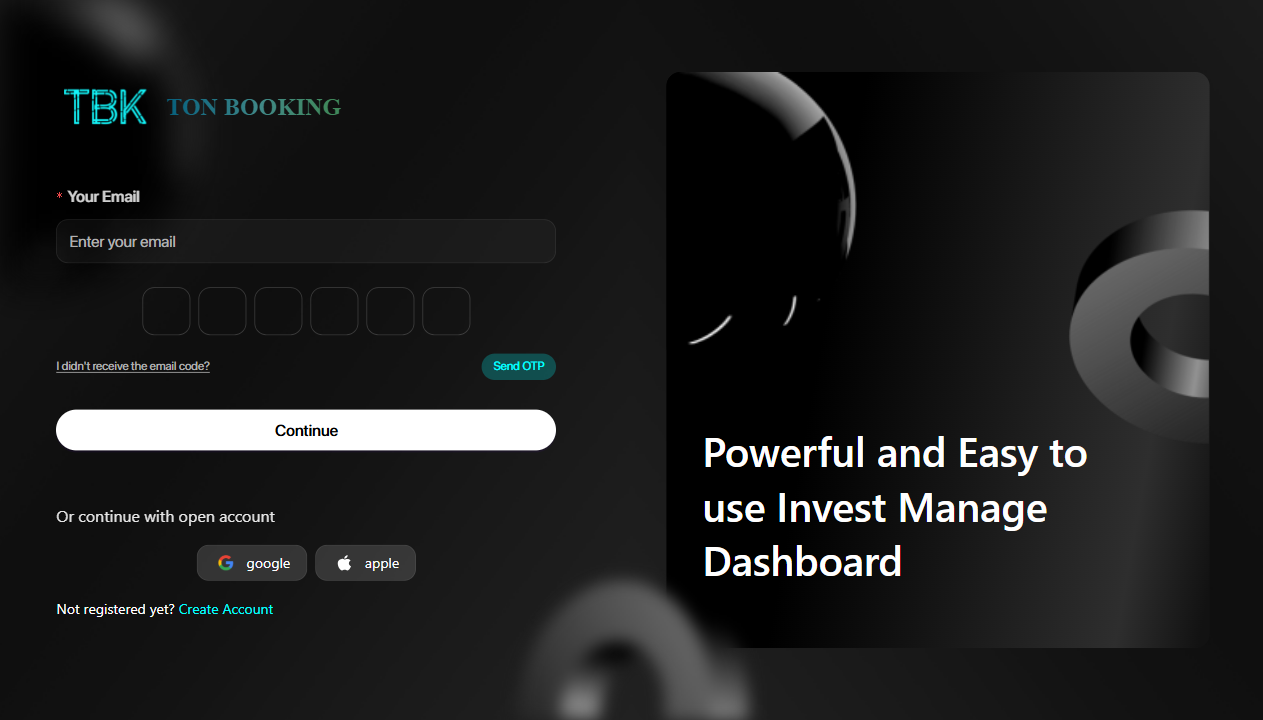 TBK TON BOOKING
* Your Email
Enter your email
I didn't receive the email code?
Send OTP
Continue
Or continue with open account
google
apple
Not registered yet? Create Account
Powerful and Easy to
use Invest Manage
Dashboard